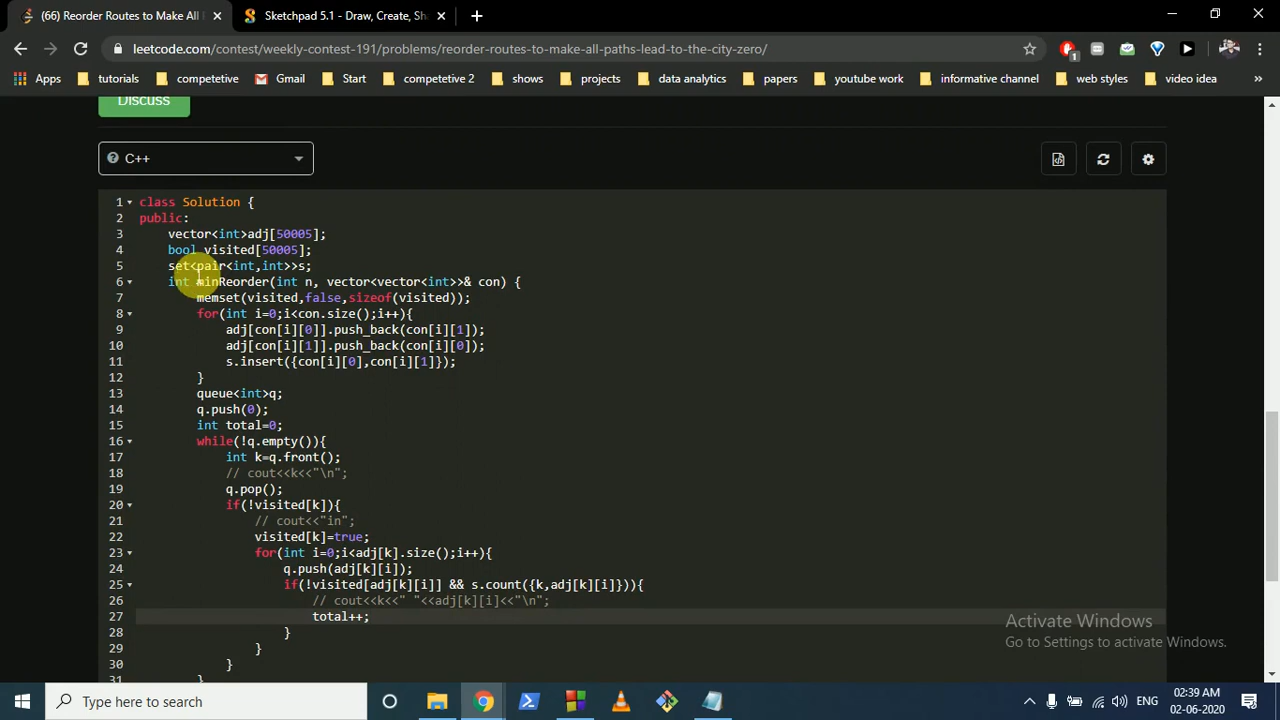 (66) Reorder Routes to Make All
Sketchpad 5.1 - Draw, Create, Sha
leetcode.com/contest/weekly-contest-191/problems/reorder-routes-to-make-all-paths-lead-to-the-city-zero/
1
Apps tutorials competetive Gmail Start competetive 2 shows projects data analytics papers youtube work informative channel web styles video idea »
Discuss
C++
1 class Solution {
2 public:
3 vector<int>adj[50005];
4 bool visited[50005];
5 set<pair<int,int>>s;
6 int minReorder(int n, vector<vector<int>>& con) {
7 memset(visited,false,sizeof(visited));
8 for(int i=0;i<con.size();i++){
9 adj[con[i][0]].push_back(con[i][1]);
10 adj[con[i][1]].push_back(con[i][0]);
11 s.insert({con[i][0],con[i][1]});
12 }
13 queue<int>q;
14 q.push(0);
15 int total=0;
16 while(!q.empty()){
17 int k=q.front();
18 // cout<<k<<"\n";
19 q.pop();
20 if(!visited[k]){
21 // cout<<"in";
22 visited[k]=true;
23 for(int i=0;i<adj[k].size();i++){
24 q.push(adj[k][i]);
25 if(!visited[adj[k][i]] && s.count({k,adj[k][i]})){
26 // cout<<k<<" "<<adj[k][i]<<"\n";
27 total++;
28 }
29 }
30 }
31 }
Activate Windows
Go to Settings to activate Windows.
Type here to search
ENG
02:39 AM
02-06-2020